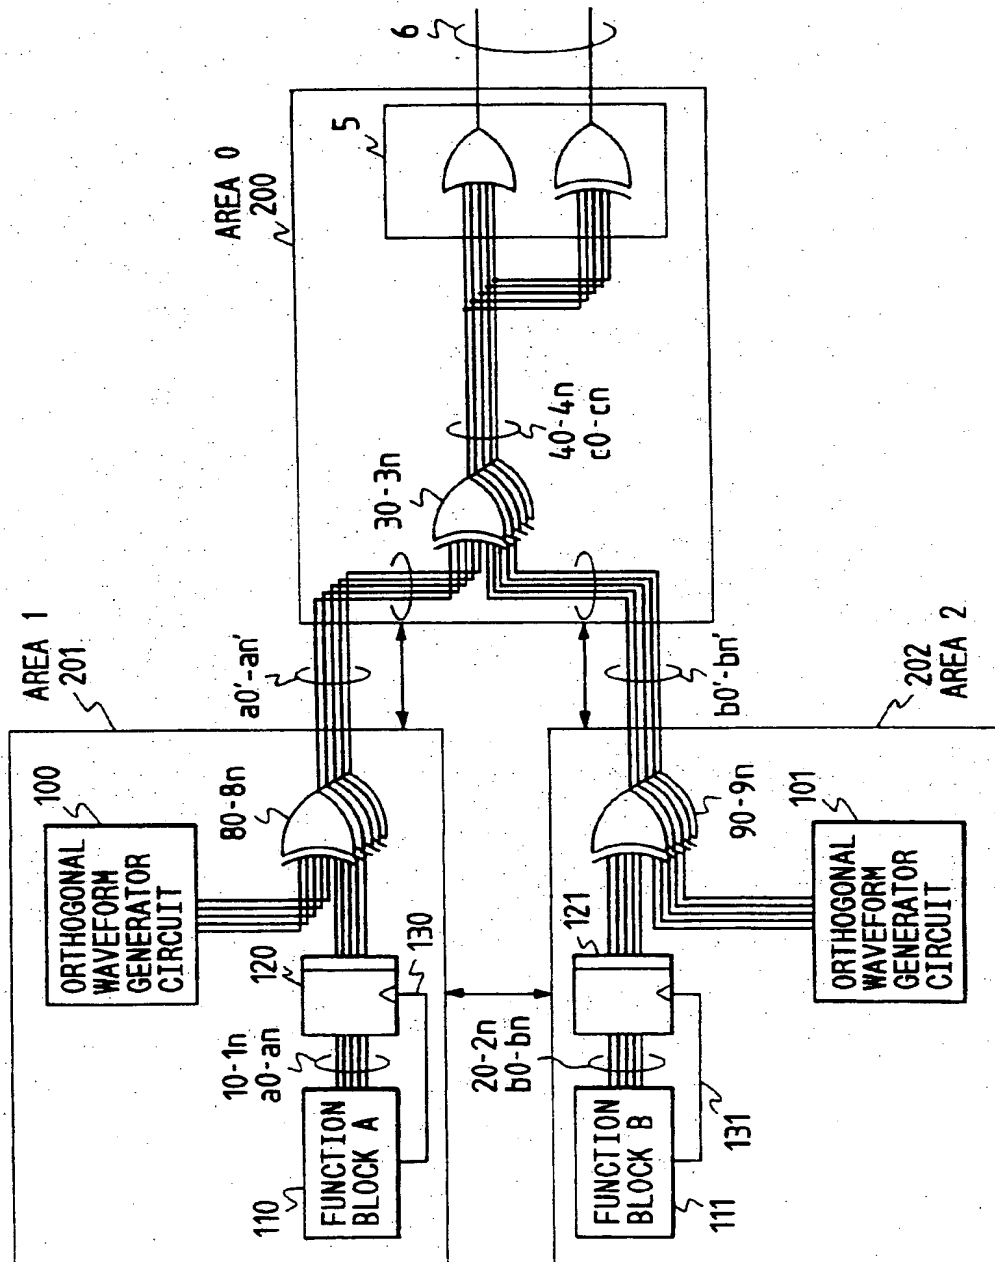 AREA 1
201
100
ORTHOGONAL
WAVEFORM
GENERATOR
CIRCUIT
80-8n
a0'-an'
120
130
10-1n
a0-an
110
FUNCTION
BLOCK A
AREA 0
200
5
6
30-3n
40-4n
c0-cn
20-2n
b0-bn
121
FUNCTION
BLOCK B
111
131
90-9n
b0'-bn'
101
ORTHOGONAL
WAVEFORM
GENERATOR
CIRCUIT
202
AREA 2